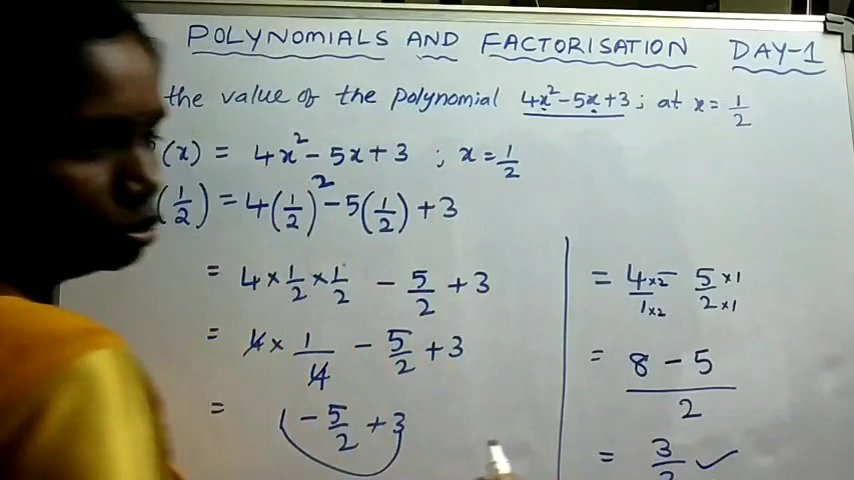 POLYNOMIALS AND FACTORISATION DAY-1
the value of the polynomial 4x² - 5x + 3 ; at x = 1/2
(x) = 4x² - 5x + 3 ; x = 1/2
(1/2) = 4(1/2)² - 5(1/2) + 3
= 4 × 1/2 × 1/2 - 5/2 + 3
= 4 × 1/4 - 5/2 + 3
= 1 - 5/2 + 3
= 4×2/1×2 - 5×1/2×1
= 8 - 5/2
= 3/2 ✓